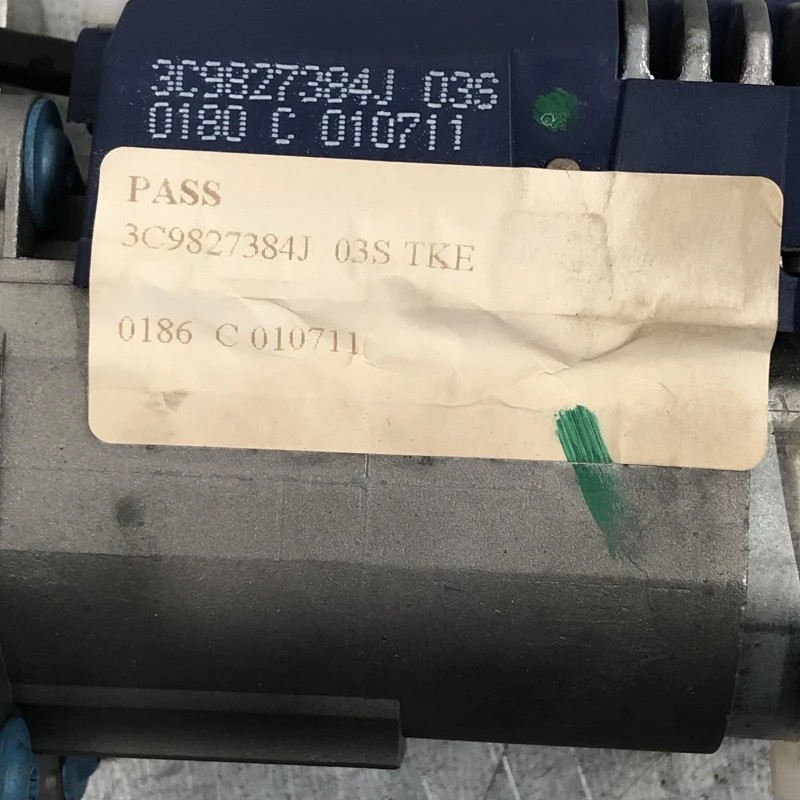 3C9827384J 03S
0180 C 010711
PASS
3C9827384J 03S TKE
0186 C 010711